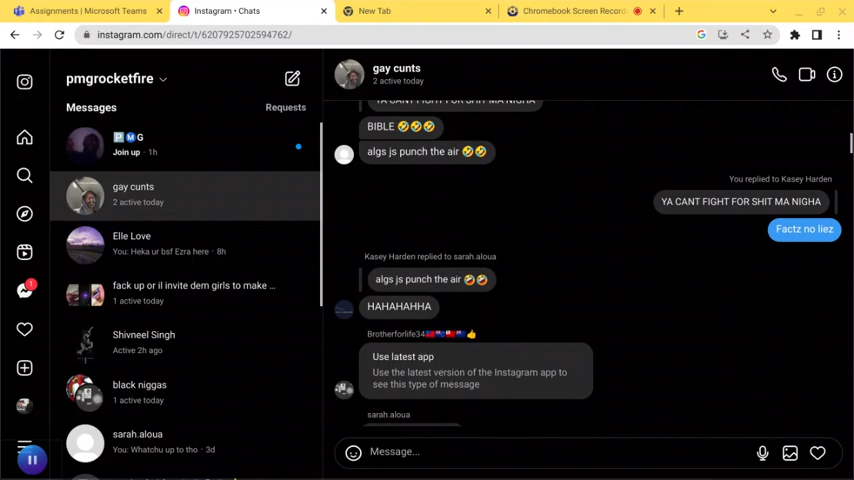 Assignments | Microsoft Teams
Instagram • Chats
New Tab
Chromebook Screen Record
instagram.com/direct/t/6207925702594762/
pmgrocketfire
Messages
Requests
🅿️Ⓜ️G
Join up · 1h
gay cunts
2 active today
Elle Love
You: Heka ur bsf Ezra here · 8h
fack up or il invite dem girls to make ...
1 active today
Shivneel Singh
Active 2h ago
black niggas
1 active today
sarah.aloua
You: Whatchu up to tho · 3d
1
gay cunts
2 active today
YA CANT FIGHT FOR SHIT MA NIGHA
BIBLE 🤣🤣🤣
algs js punch the air 🤣🤣
You replied to Kasey Harden
YA CANT FIGHT FOR SHIT MA NIGHA
Factz no liez
Kasey Harden replied to sarah.aloua
algs js punch the air 🤣🤣
HAHAHAHHA
Brotherforlife34
Use latest app
Use the latest version of the Instagram app to
see this type of message
sarah.aloua
Message...